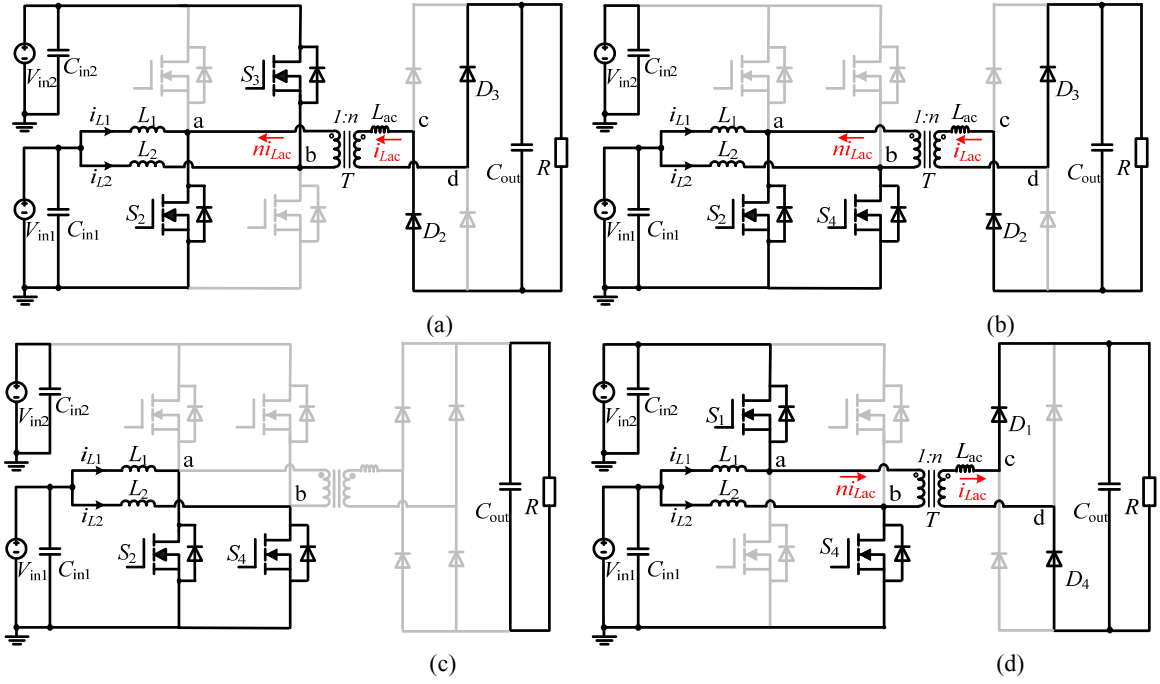 V_in2 C_in2 S_3 D_3
i_L1 L_1 a 1:n L_ac c
L_2 ni_Lac b i_Lac
i_L2 T d C_out R
V_in1 C_in1 S_2 D_2
(a)
V_in2 C_in2 D_3
i_L1 L_1 a 1:n L_ac c
L_2 ni_Lac b i_Lac
i_L2 T d C_out R
V_in1 C_in1 S_2 S_4 D_2
(b)
V_in2 C_in2
i_L1 L_1 a
L_2 b
i_L2 C_out R
V_in1 C_in1 S_2 S_4
(c)
V_in2 C_in2 S_1 D_1
i_L1 L_1 a 1:n L_ac c
L_2 ni_Lac b i_Lac
i_L2 T d C_out R
V_in1 C_in1 S_4 D_4
(d)